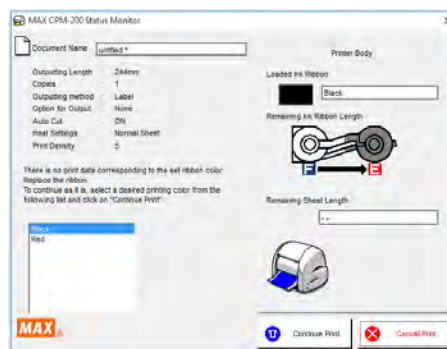 MAX CPM-200 Status Monitor
Document Name untitled *
Outputting Length : 244mm
Copies : 1
Outputting method : Label
Option for Output : None
Auto Cut : ON
Heat Settings : Normal Sheet
Print Density : 5
There is no print data corresponding to the set ribbon color.
Replace the ribbon.
To continue as it is, select a desired printing color from the
following list and click on "Continue Print".
Black
Red
MAX
Printer Body
Loaded Ink Ribbon
Black
Remaining Ink Ribbon Length
F E
Remaining Sheet Length
- -
Continue Print
Cancel Print